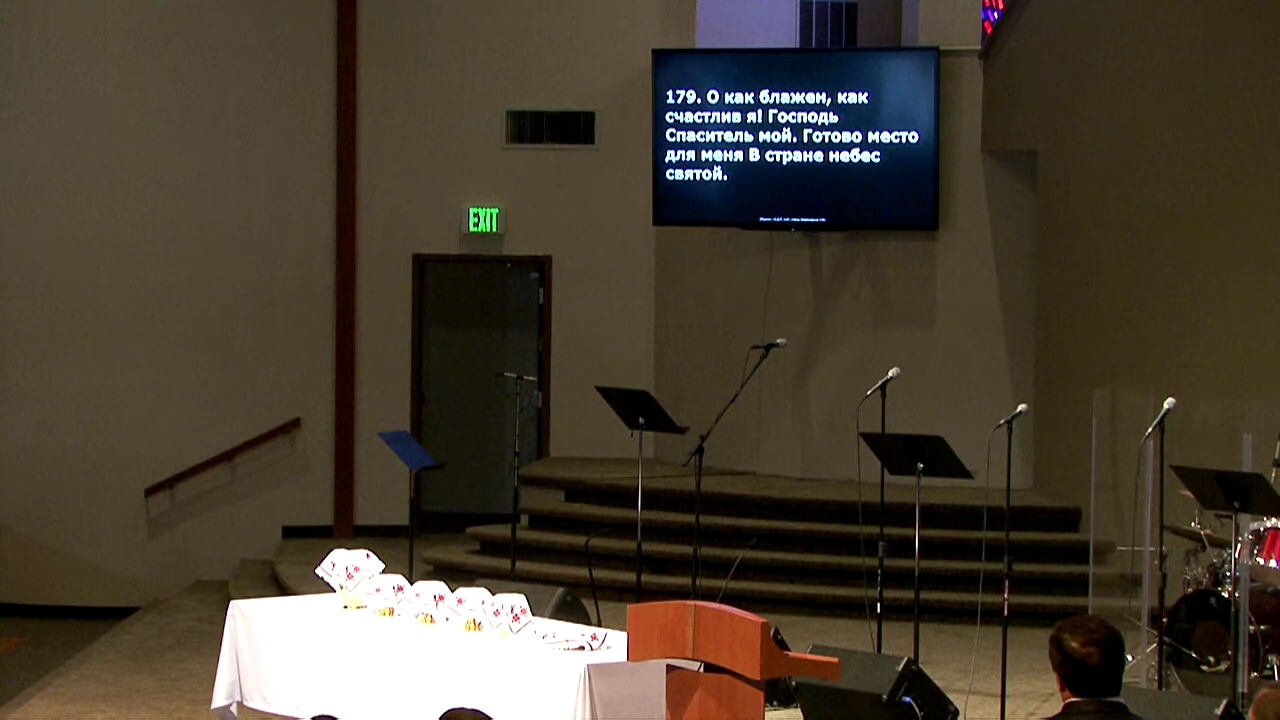 179. О как блажен, как
счастлив я! Господь
Спаситель мой. Готово место
для меня В стране небес
святой.
EXIT